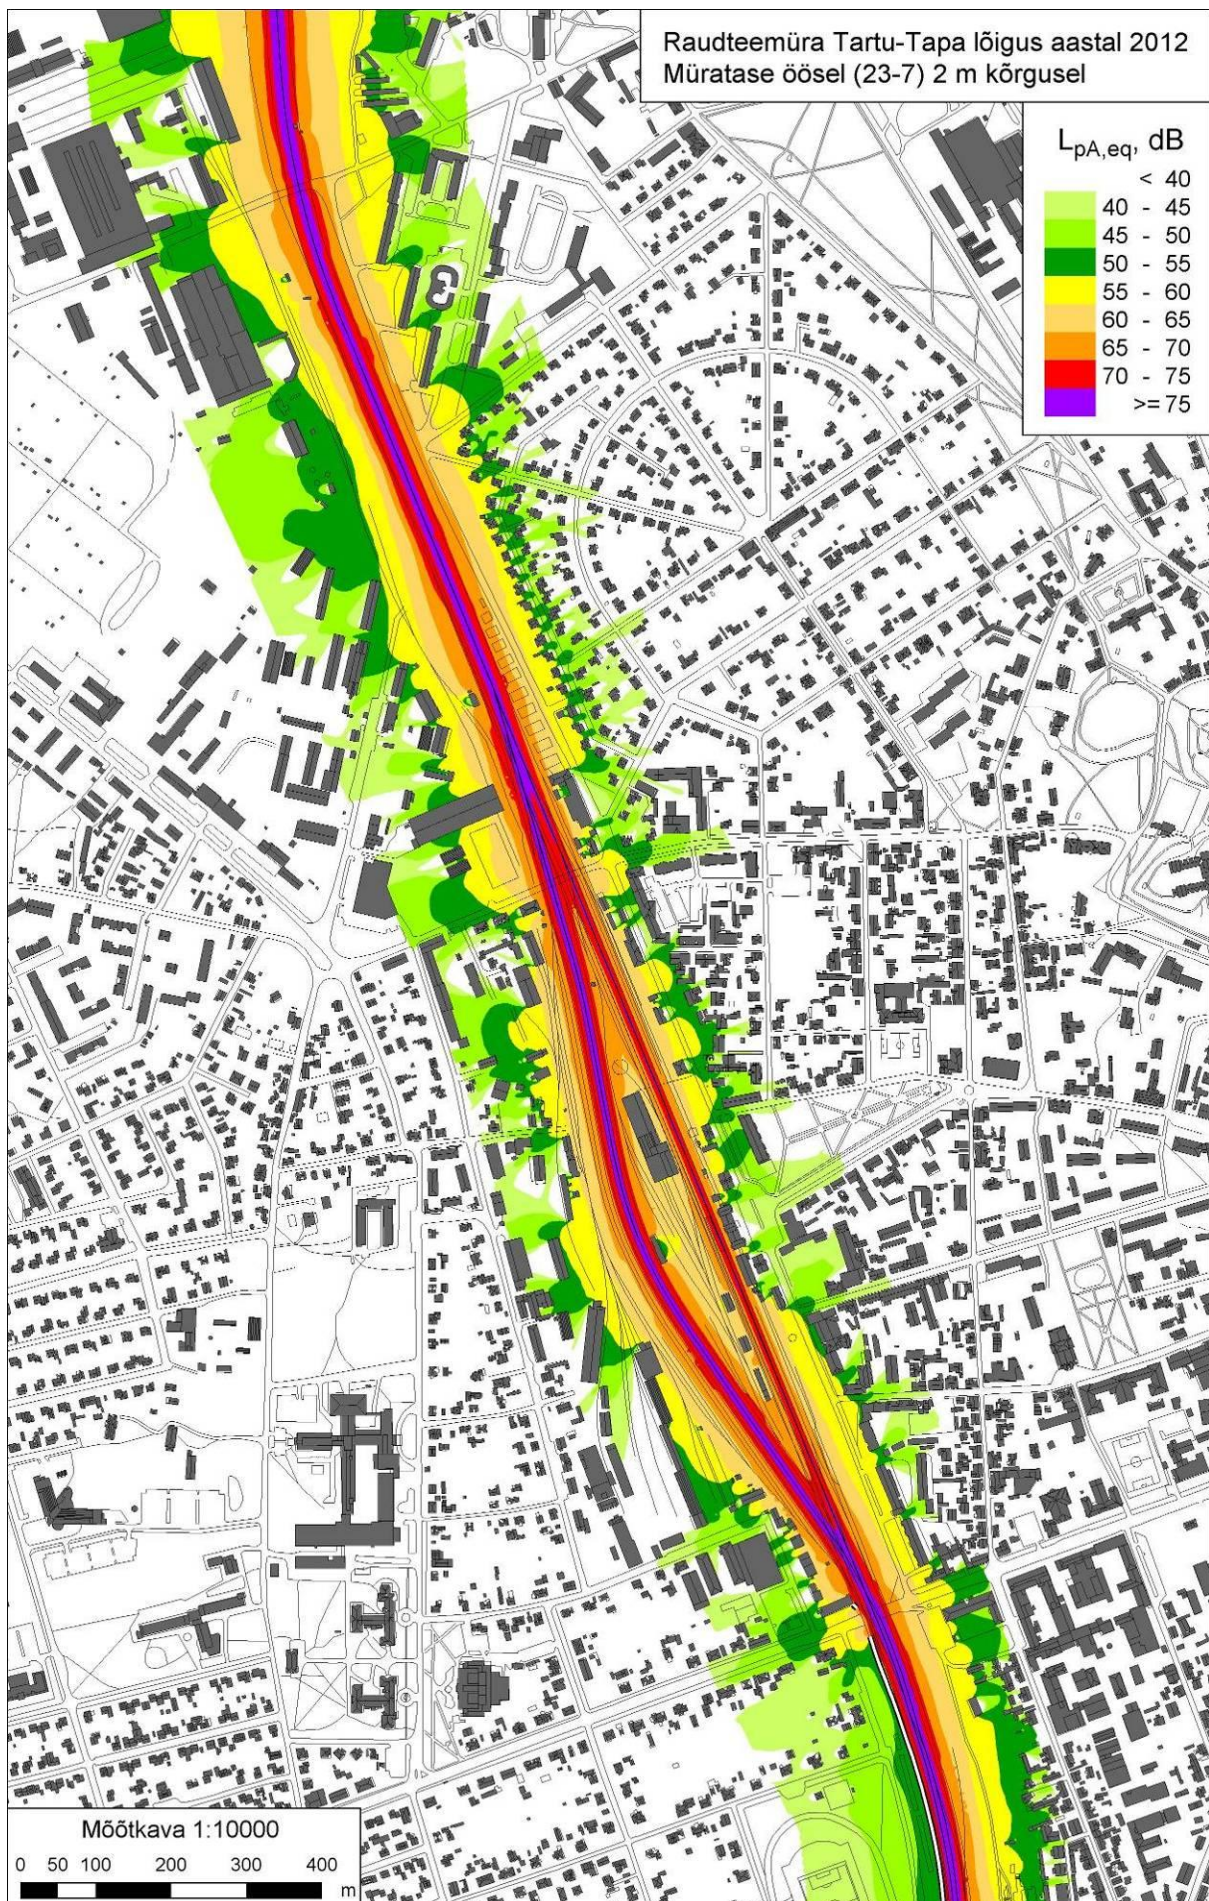 Raudteemüra Tartu-Tapa lõigus aastal 2012
Müratase öösel (23-7) 2 m kõrgusel
LpA,eq, dB
< 40
40 - 45
45 - 50
50 - 55
55 - 60
60 - 65
65 - 70
70 - 75
>= 75
Mõõtkava 1:10000
0 50 100 200 300 400
m